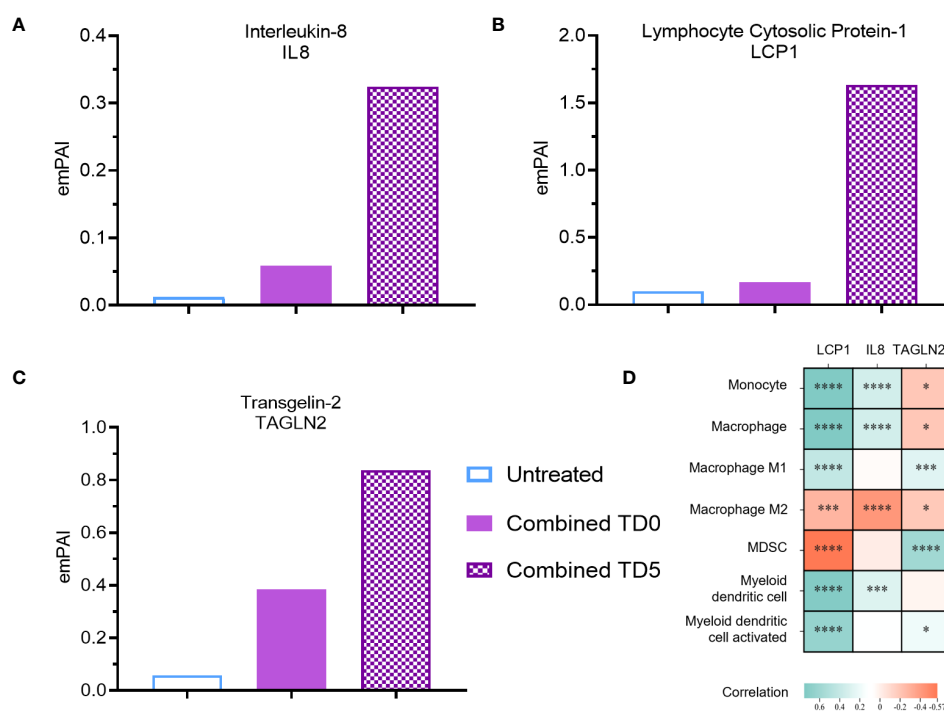 A
Interleukin-8
IL8
0.4
0.3
0.2
0.1
0.0
emPAI
B
Lymphocyte Cytosolic Protein-1
LCP1
2.0
1.5
1.0
0.5
0.0
emPAI
C
Transgelin-2
TAGLN2
1.0
0.8
0.6
0.4
0.2
0.0
emPAI
Untreated
Combined TD0
Combined TD5
D
LCP1 IL8 TAGLN2
Monocyte **** **** *
Macrophage **** **** *
Macrophage M1 **** ***
Macrophage M2 *** **** *
MDSC **** ****
Myeloid
dendritic cell **** ***
Myeloid dendritic
cell activated **** *
Correlation
0.6 0.4 0.2 0 -0.2 -0.4 -0.57